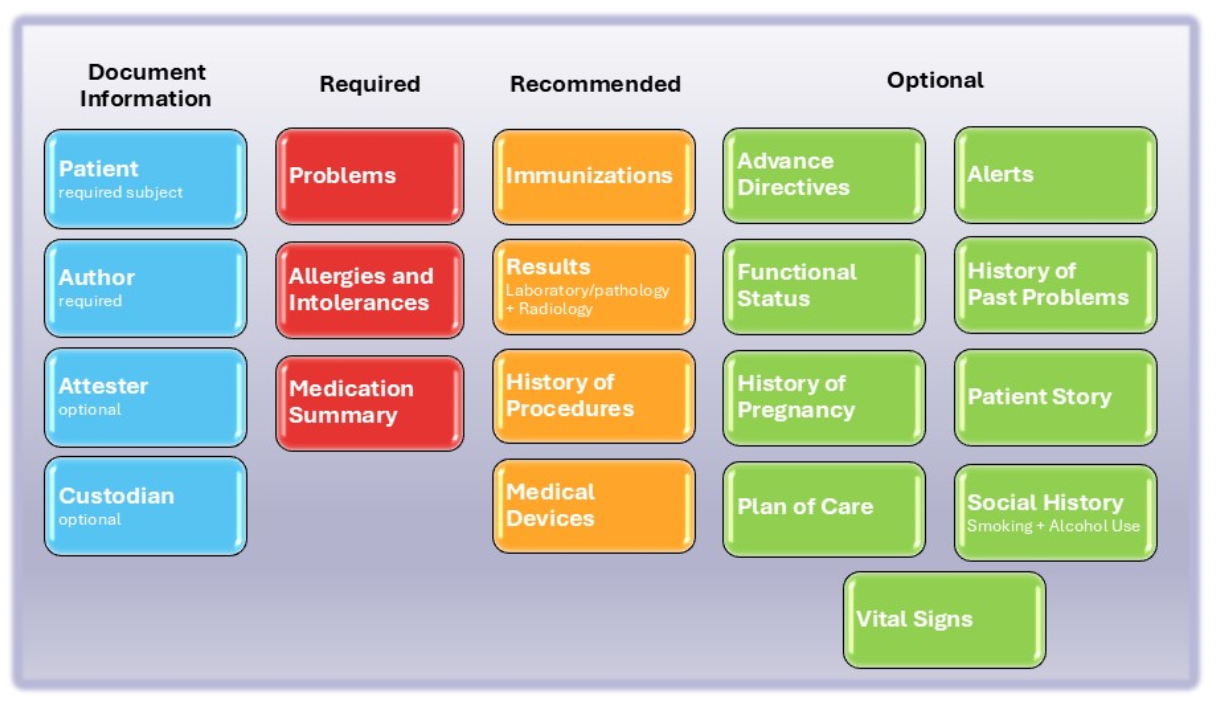 Document
Information
Required
Recommended
Optional
Patient
required subject
Author
required
Attester
optional
Custodian
optional
Problems
Allergies and
Intolerances
Medication
Summary
Immunizations
Results
Laboratory/pathology
+ Radiology
History of
Procedures
Medical
Devices
Advance
Directives
Functional
Status
History of
Pregnancy
Plan of Care
Alerts
History of
Past Problems
Patient Story
Social History
Smoking + Alcohol Use
Vital Signs